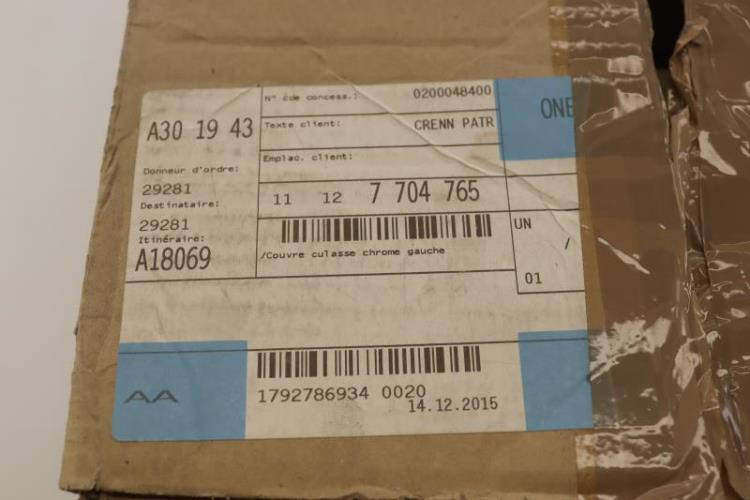 A30 19 43
N° cde concess.: 0200048400
Texte client: CRENN PATR
Emplac. client:
ONE
Donneur d'ordre:
29281
Destinataire:
29281
Itinéraire:
A18069
11 12 7 704 765
/Couvre culasse chrome gauche
UN
/
01
AA
1792786934 0020
14.12.2015